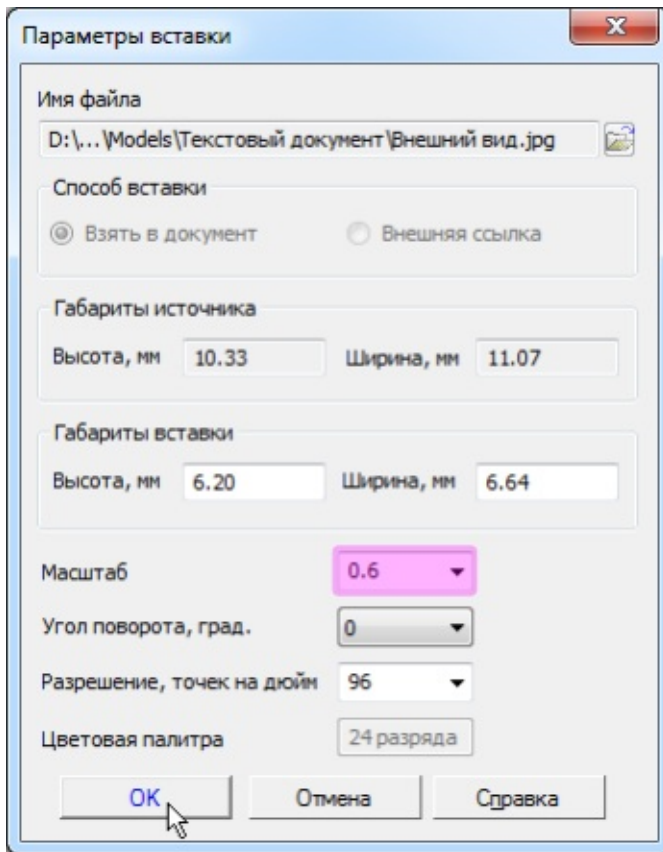 Параметры вставки
Имя файла
D:\...\Models\Текстовый документ\Внешний вид.jpg
Способ вставки
Взять в документ Внешняя ссылка
Габариты источника
Высота, мм 10.33 Ширина, мм 11.07
Габариты вставки
Высота, мм 6.20 Ширина, мм 6.64
Масштаб 0.6
Угол поворота, град. 0
Разрешение, точек на дюйм 96
Цветовая палитра 24 разряда
OK Отмена Справка